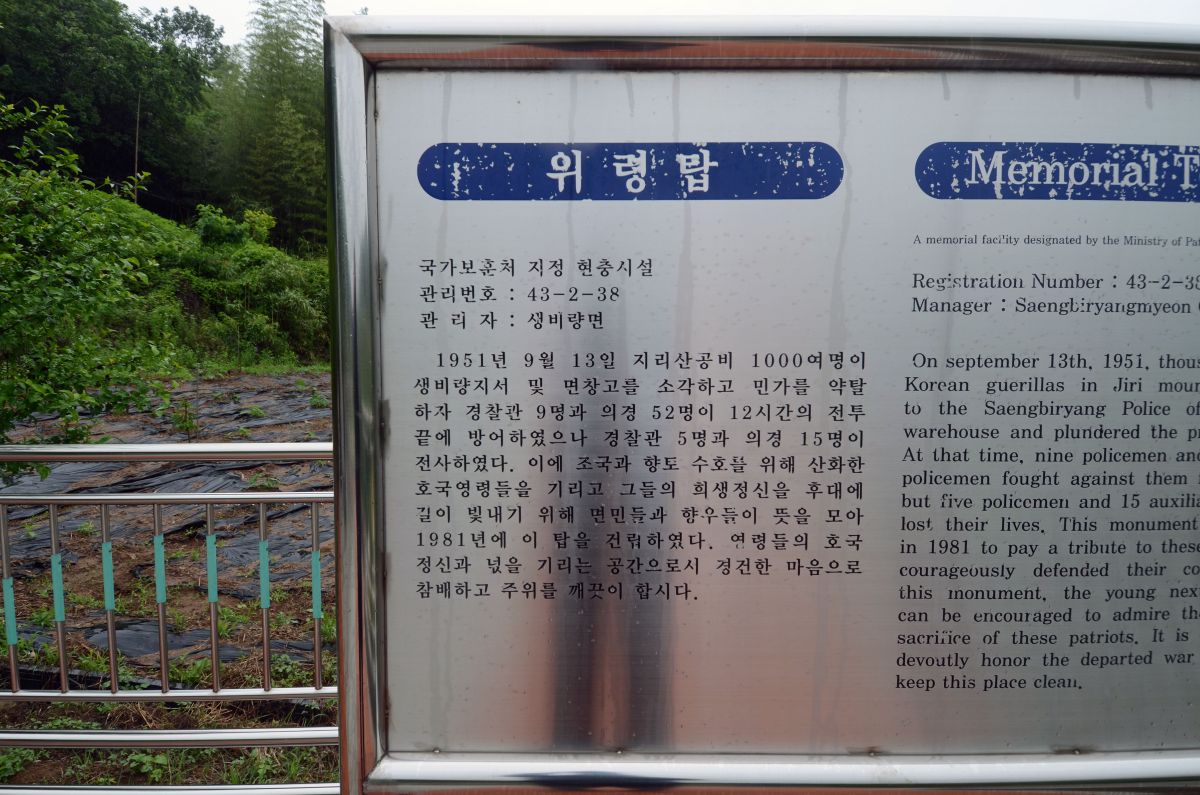 위령탑
국가보훈처 지정 현충시설
관리번호 : 43-2-38
관 리 자 : 생비량면
1951년 9월 13일 지리산공비 1000여명이
생비량지서 및 면창고를 소각하고 민가를 약탈
하자 경찰관 9명과 의경 52명이 12시간의 전투
끝에 방어하였으나 경찰관 5명과 의경 15명이
전사하였다. 이에 조국과 향토 수호를 위해 산화한
호국영령들을 기리고 그들의 희생정신을 후대에
길이 빛내기 위해 면민들과 향우들이 뜻을 모아
1981년에 이 탑을 건립하였다. 영령들의 호국
정신과 넋을 기리는 공간으로서 경건한 마음으로
참배하고 주위를 깨끗이 합시다.
Memorial T
A memorial facility designated by the Ministry of Pat
Registration Number : 43-2-38
Manager : Saengbiryangmyeon
On september 13th, 1951, thous
Korean guerillas in Jiri moun
to the Saengbiryang Police of
warehouse and plundered the pr
At that time, nine policemen and
policemen fought against them
but five policemen and 15 auxili
lost their lives. This monument
in 1981 to pay a tribute to these
courageously defended their co
this monument, the young nex
can be encouraged to admire the
sacrifice of these patriots. It is
devoutly honor the departed war
keep this place clean.